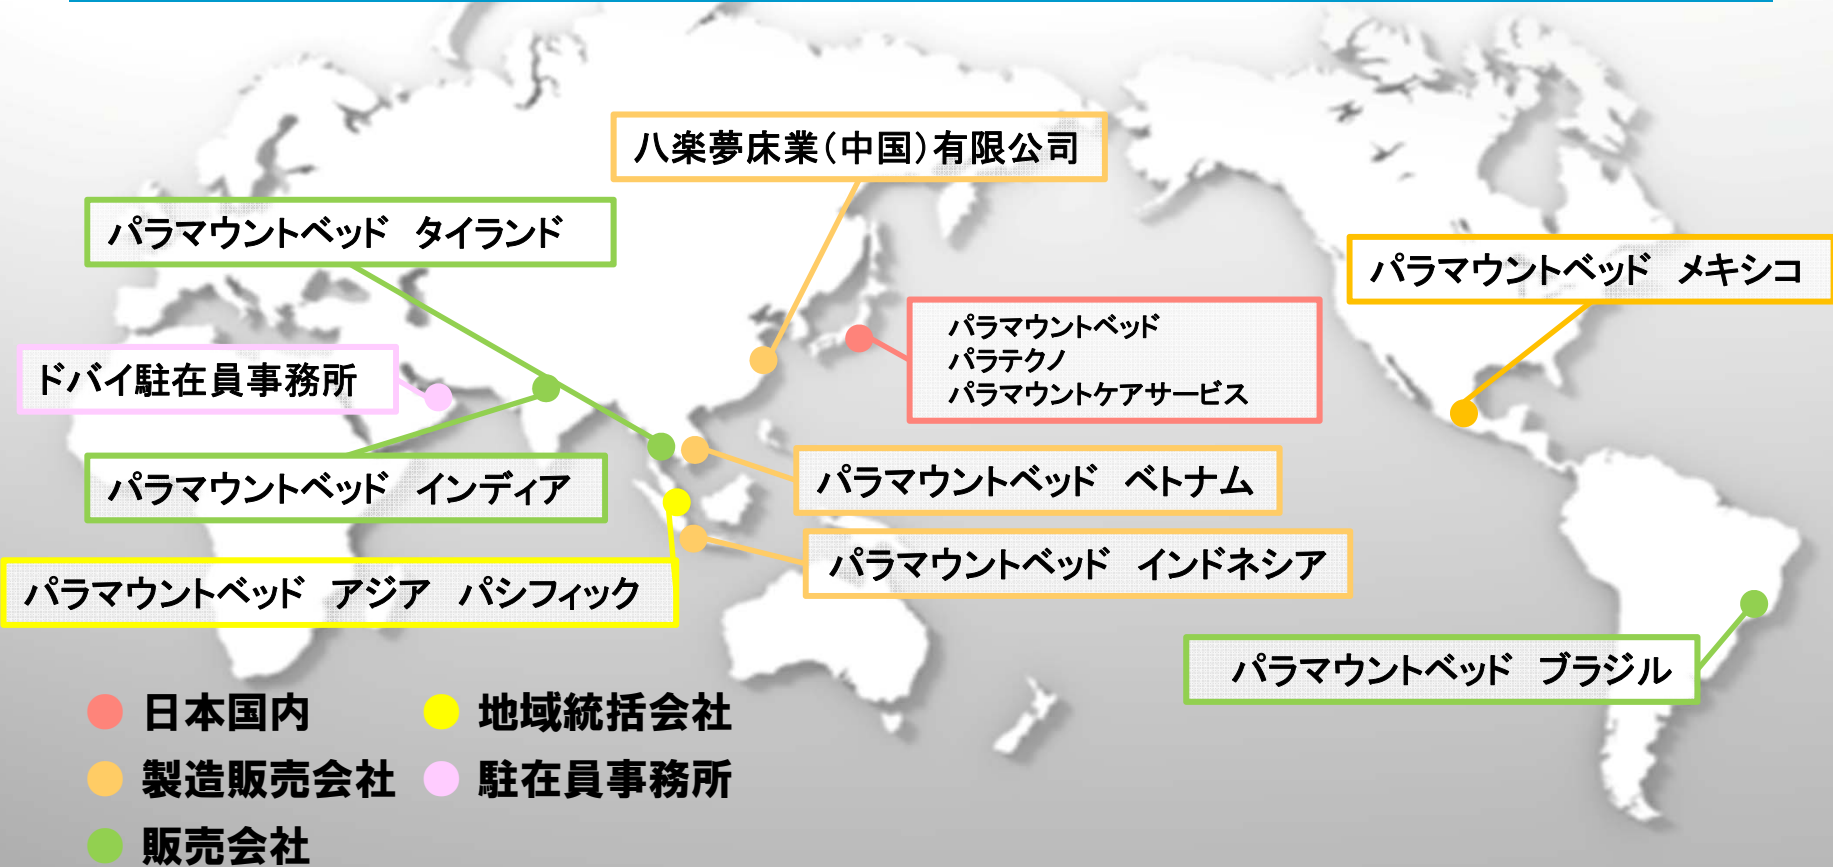 八楽夢床業(中国)有限公司
パラマウントベッド　タイランド
パラマウントベッド　メキシコ
パラマウントベッド
パラテクノ
パラマウントケアサービス
ドバイ駐在員事務所
パラマウントベッド　インディア
パラマウントベッド　ベトナム
パラマウントベッド　インドネシア
パラマウントベッド　アジア　パシフィック
パラマウントベッド　ブラジル
日本国内
地域統括会社
製造販売会社
駐在員事務所
販売会社